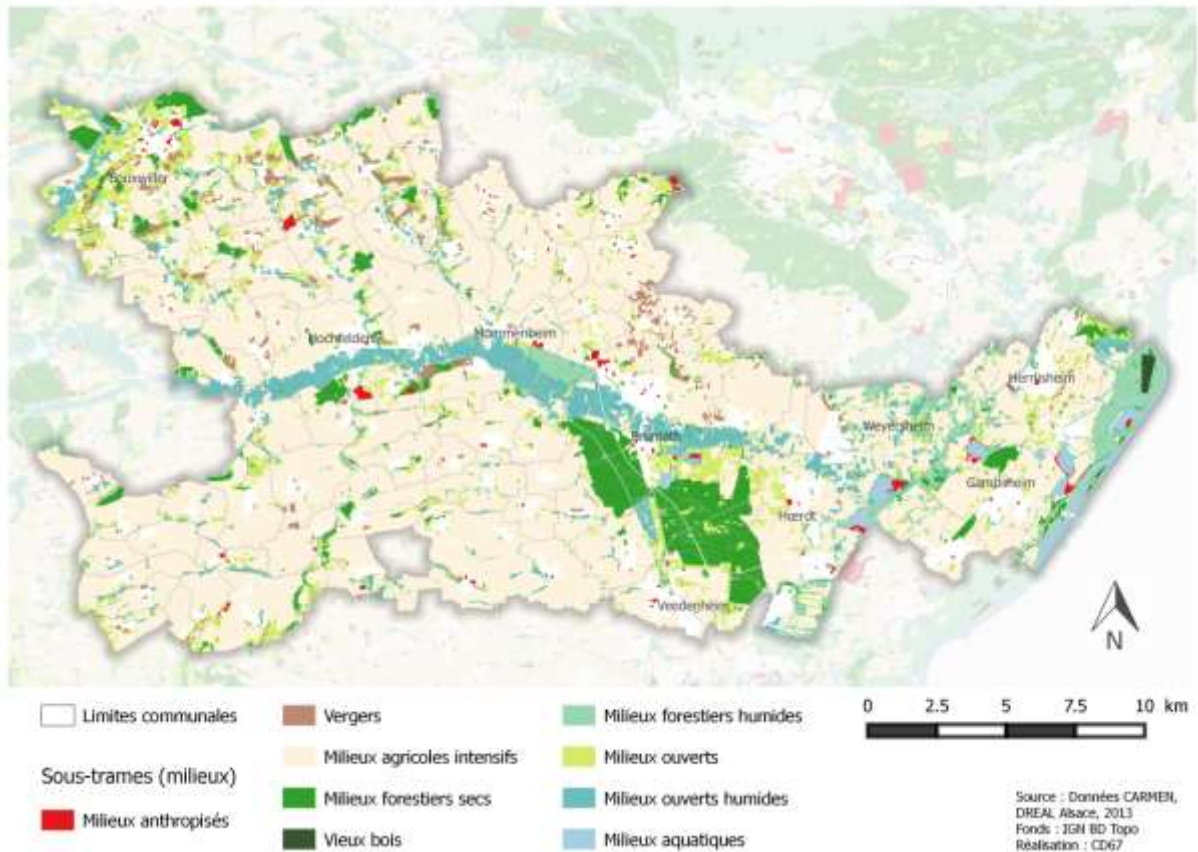 Bouxwiller
Hochfelden
Mommenheim
Brumath
Weyersheim
Herrlisheim
Gambsheim
Hœrdt
Vendenheim
N
Limites communales
Sous-trames (milieux)
Milieux anthropisés
Vergers
Milieux agricoles intensifs
Milieux forestiers secs
Vieux bois
Milieux forestiers humides
Milieux ouverts
Milieux ouverts humides
Milieux aquatiques
0 2.5 5 7.5 10 km
Source : Données CARMEN,
DREAL Alsace, 2013
Fonds : IGN BD Topo
Réalisation : CD67